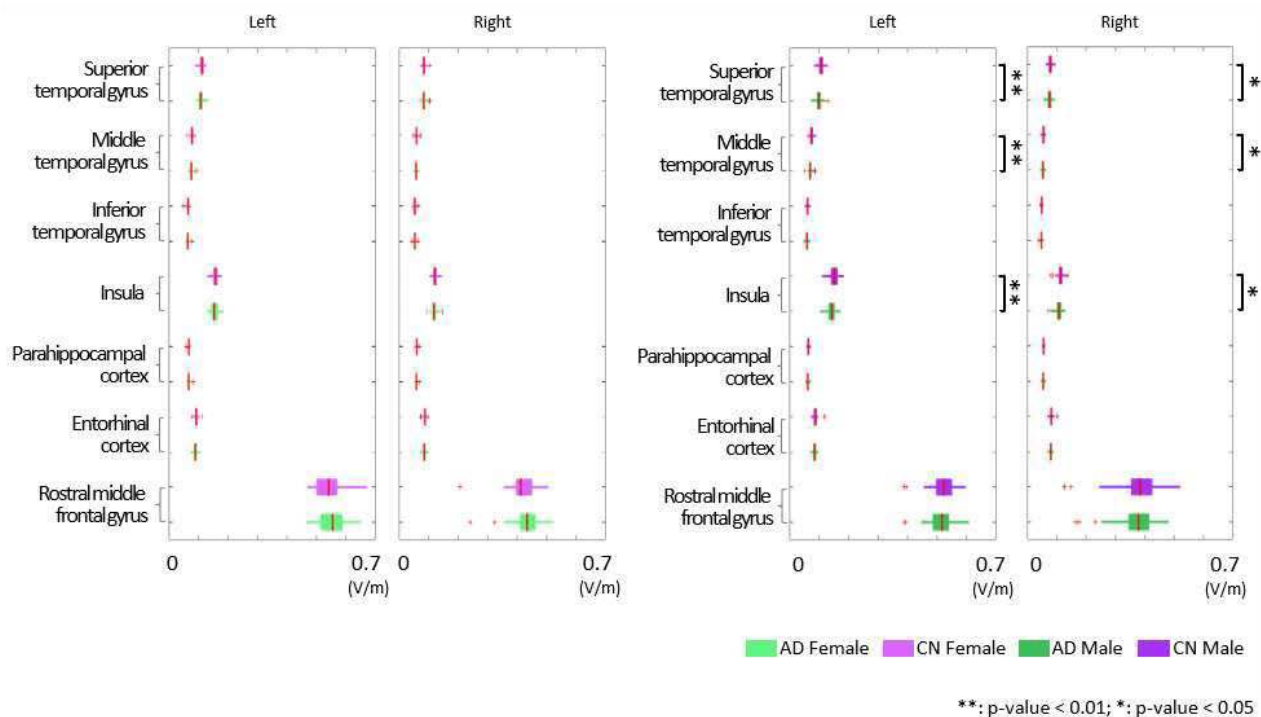 Left
Right
Left
Right
Superior
temporal gyrus
Middle
temporal gyrus
Inferior
temporal gyrus
Insula
Parahippocampal
cortex
Entorhinal
cortex
Rostral middle
frontal gyrus
0
0.7
(V/m)
0
0.7
(V/m)
Superior
temporal gyrus
Middle
temporal gyrus
Inferior
temporal gyrus
Insula
Parahippocampal
cortex
Entorhinal
cortex
Rostral middle
frontal gyrus
**
**
**
*
*
*
0
0.7
(V/m)
0
0.7
(V/m)
AD Female CN Female AD Male CN Male
**: p-value < 0.01; *: p-value < 0.05